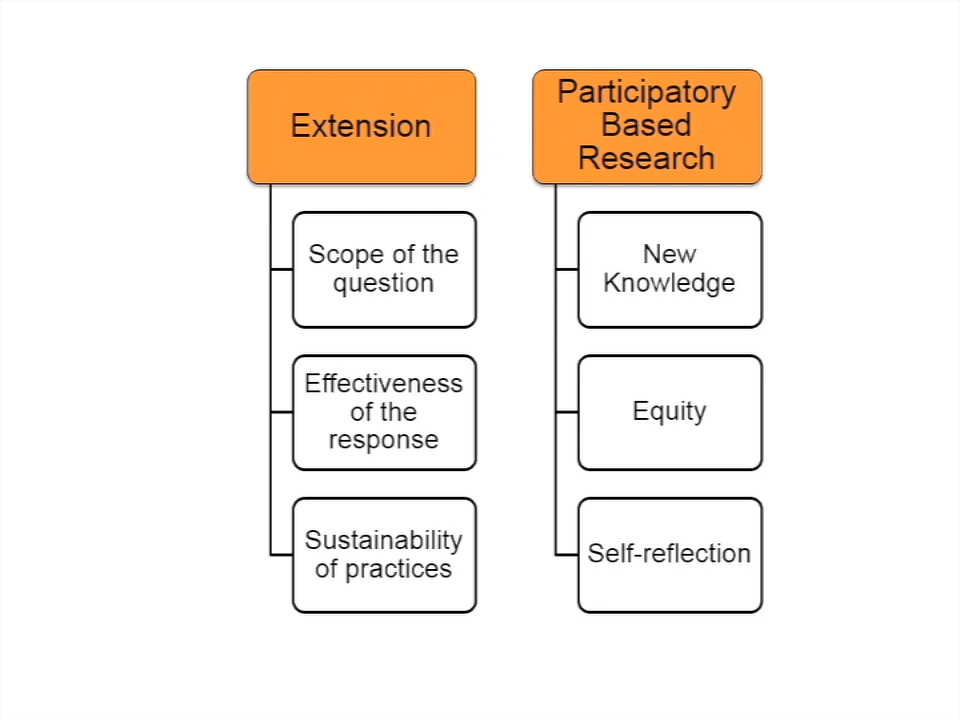 Extension
Scope of the
question
Effectiveness
of the
response
Sustainability
of practices
Participatory
Based
Research
New
Knowledge
Equity
Self-reflection